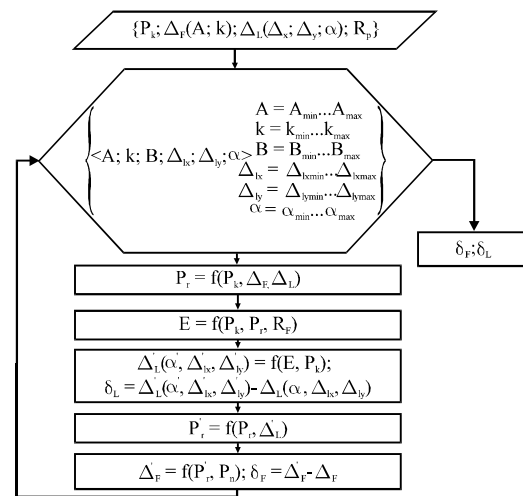 {P_k; Δ_F(A; k); Δ_L(Δ_x; Δ_y; α); R_p}
<A; k; B; Δ_lx; Δ_ly; α>
A = A_min...A_max
k = k_min...k_max
B = B_min...B_max
Δ_lx = Δ_lxmin...Δ_lxmax
Δ_ly = Δ_lymin...Δ_lymax
α = α_min...α_max
δ_F; δ_L
P_r = f(P_k, Δ_F, Δ_L)
E = f(P_k, P_r, R_F)
Δ'_L(α', Δ'_lx, Δ'_ly) = f(E, P_k);
δ_L = Δ'_L(α', Δ'_lx, Δ'_ly)-Δ_L(α, Δ_lx, Δ_ly)
P'_r = f(P_r, Δ'_L)
Δ'_F = f(P'_r, P_n); δ_F = Δ'_F - Δ_F